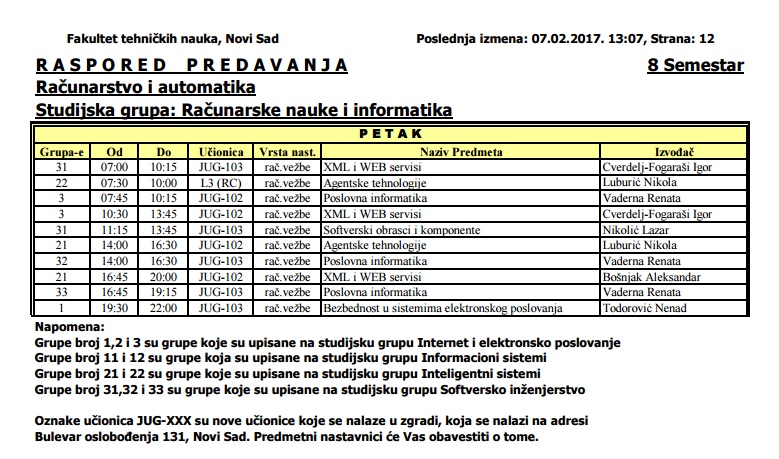 Fakultet tehničkih nauka, Novi Sad Poslednja izmena: 07.02.2017. 13:07, Strana: 12
RASPORED PREDAVANJA 8 Semestar
Računarstvo i automatika
Studijska grupa: Računarske nauke i informatika
PETAK
Grupa-e Od Do Učionica Vrsta nast. Naziv Predmeta Izvođač
31 07:00 10:15 JUG-103 rač.vežbe XML i WEB servisi Cverdelj-Fogaraši Igor
22 07:30 10:00 L3 (RC) rač.vežbe Agentske tehnologije Luburić Nikola
3 07:45 10:15 JUG-102 rač.vežbe Poslovna informatika Vaderna Renata
3 10:30 13:45 JUG-102 rač.vežbe XML i WEB servisi Cverdelj-Fogaraši Igor
31 11:15 13:45 JUG-103 rač.vežbe Softverski obrasci i komponente Nikolić Lazar
21 14:00 16:30 JUG-102 rač.vežbe Agentske tehnologije Luburić Nikola
32 14:00 16:30 JUG-103 rač.vežbe Poslovna informatika Vaderna Renata
21 16:45 20:00 JUG-102 rač.vežbe XML i WEB servisi Bošnjak Aleksandar
33 16:45 19:15 JUG-103 rač.vežbe Poslovna informatika Vaderna Renata
1 19:30 22:00 JUG-103 rač.vežbe Bezbednost u sistemima elektronskog poslovanja Todorović Nenad
Napomena:
Grupe broj 1,2 i 3 su grupe koje su upisane na studijsku grupu Internet i elektronsko poslovanje
Grupe broj 11 i 12 su grupe koje su upisane na studijsku grupu Informacioni sistemi
Grupe broj 21 i 22 su grupe koje su upisane na studijsku grupu Inteligentni sistemi
Grupe broj 31,32 i 33 su grupe koje su upisane na studijsku grupu Softversko inženjerstvo
Oznake učionica JUG-XXX su nove učionice koje se nalaze u zgradi, koja se nalazi na adresi
Bulevar oslobođenja 131, Novi Sad. Predmetni nastavnici će Vas obavestiti o tome.